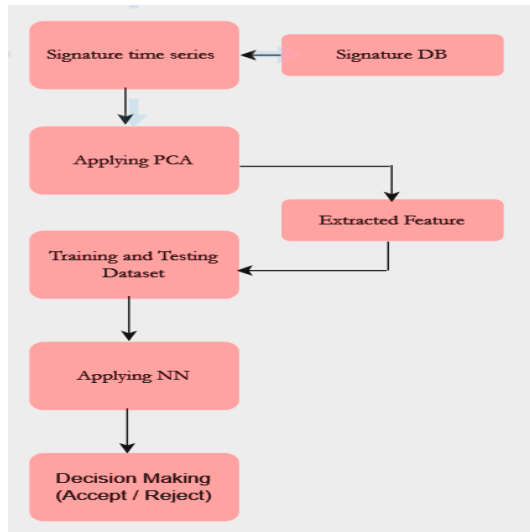 Signature time series
Signature DB
Applying PCA
Extracted Feature
Training and Testing
Dataset
Applying NN
Decision Making
(Accept / Reject)